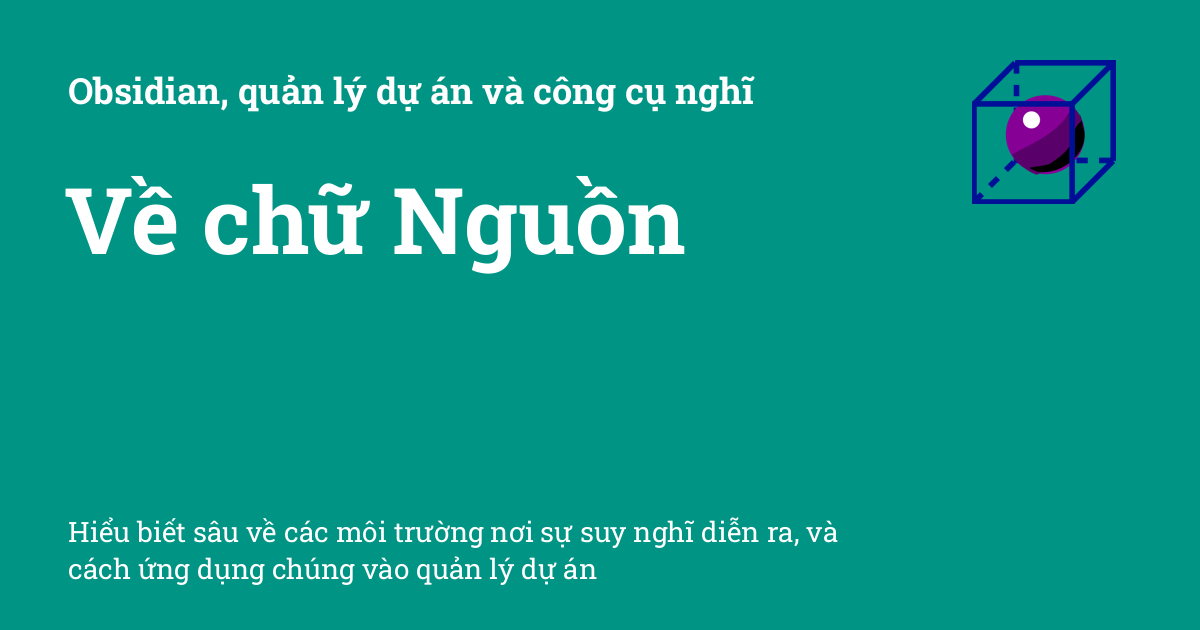 Obsidian, quản lý dự án và công cụ nghĩ
Về chữ Nguồn
Hiểu biết sâu về các môi trường nơi sự suy nghĩ diễn ra, và
cách ứng dụng chúng vào quản lý dự án